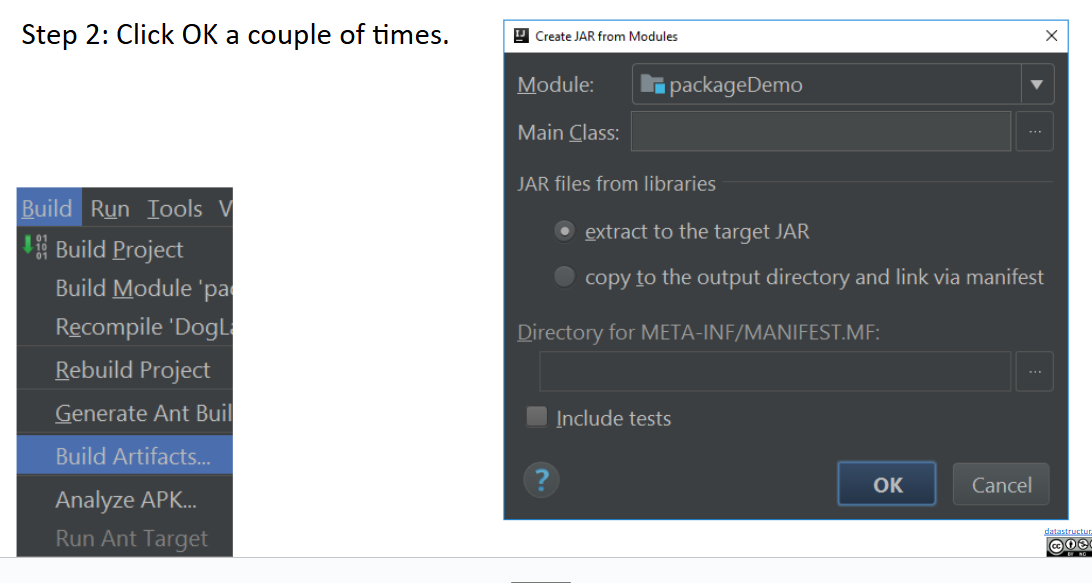 Step 2: Click OK a couple of times.
Create JAR from Modules
Module:
packageDemo
Main Class:
...
JAR files from libraries
extract to the target JAR
copy to the output directory and link via manifest
Directory for META-INF/MANIFEST.MF:
...
Include tests
?
OK
Cancel
Build Run Tools V
Build Project
Build Module 'pac
Recompile 'DogLa
Rebuild Project
Generate Ant Buil
Build Artifacts...
Analyze APK...
Run Ant Target
datastructur